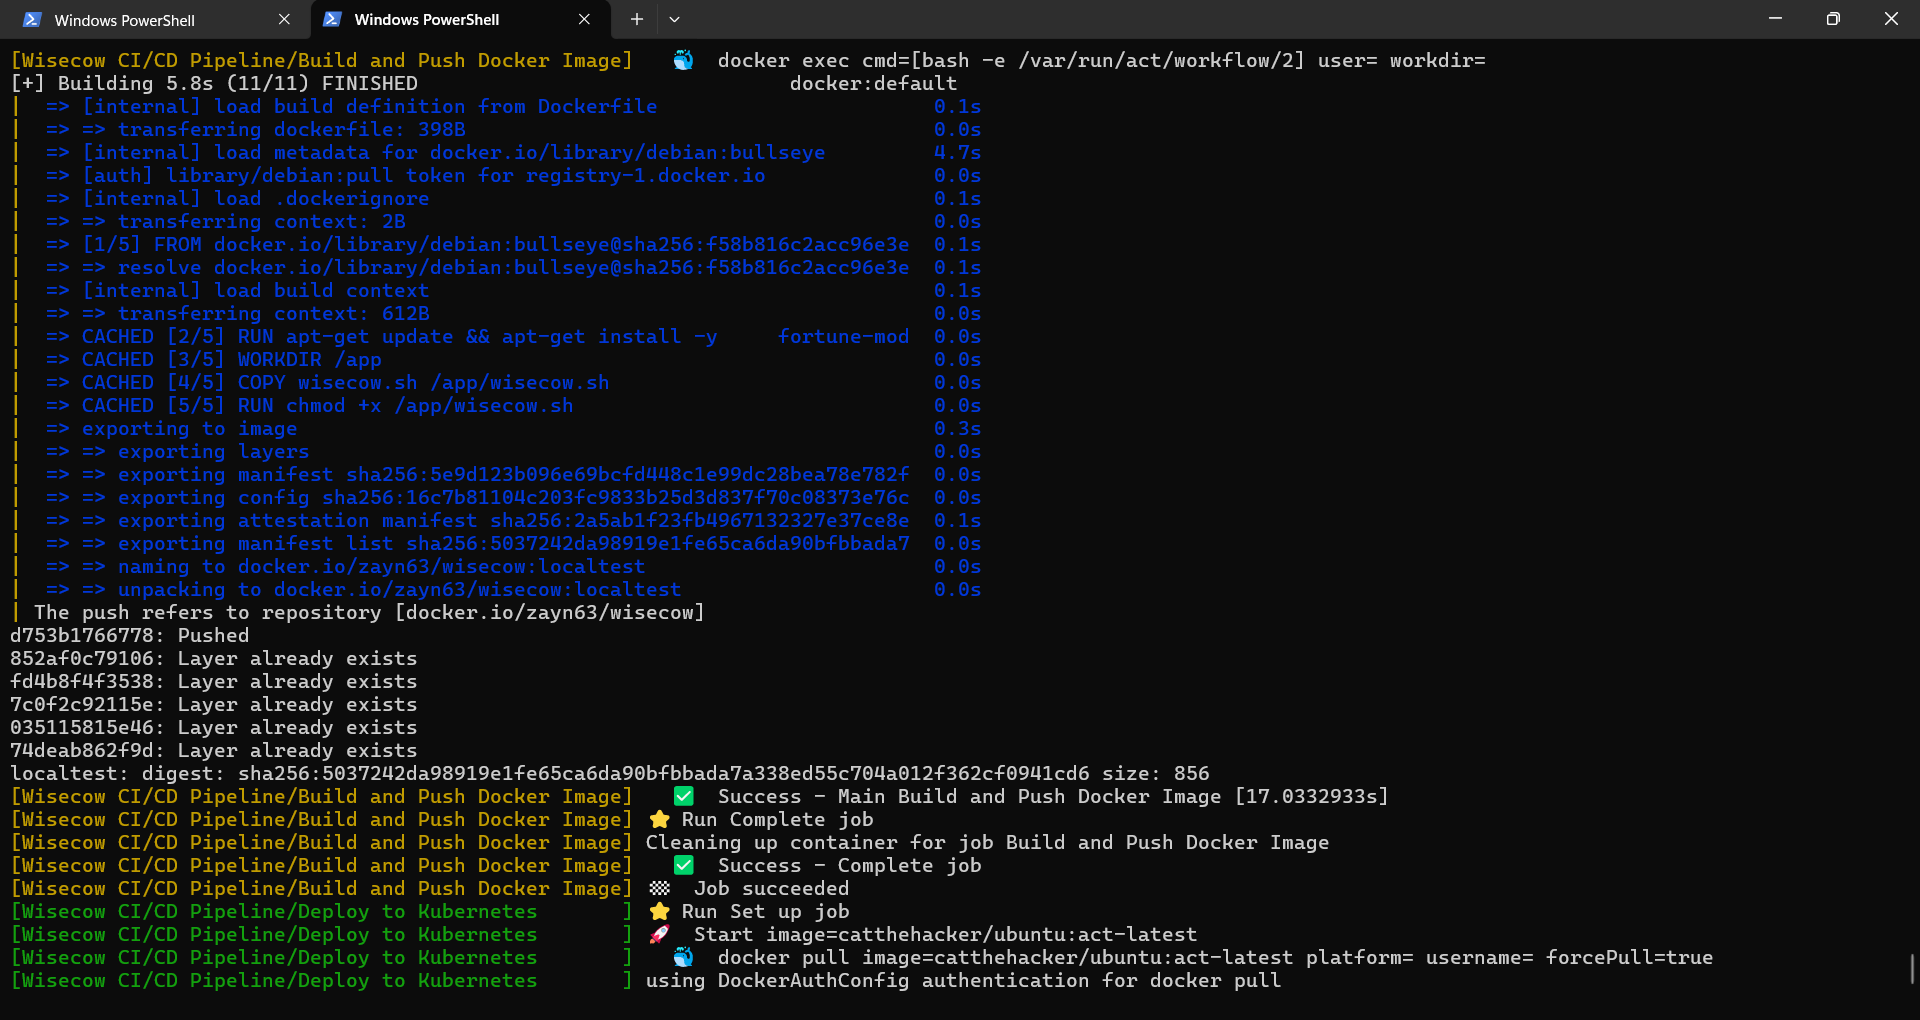 Windows PowerShell
Windows PowerShell
[Wisecow CI/CD Pipeline/Build and Push Docker Image] 🐳 docker exec cmd=[bash -e /var/run/act/workflow/2] user= workdir=
[+] Building 5.8s (11/11) FINISHED docker:default
| => [internal] load build definition from Dockerfile 0.1s
| => => transferring dockerfile: 398B 0.0s
| => [internal] load metadata for docker.io/library/debian:bullseye 4.7s
| => [auth] library/debian:pull token for registry-1.docker.io 0.0s
| => [internal] load .dockerignore 0.1s
| => => transferring context: 2B 0.0s
| => [1/5] FROM docker.io/library/debian:bullseye@sha256:f58b816c2acc96e3e 0.1s
| => => resolve docker.io/library/debian:bullseye@sha256:f58b816c2acc96e3e 0.1s
| => [internal] load build context 0.1s
| => => transferring context: 612B 0.0s
| => CACHED [2/5] RUN apt-get update && apt-get install -y fortune-mod 0.0s
| => CACHED [3/5] WORKDIR /app 0.0s
| => CACHED [4/5] COPY wisecow.sh /app/wisecow.sh 0.0s
| => CACHED [5/5] RUN chmod +x /app/wisecow.sh 0.0s
| => exporting to image 0.3s
| => => exporting layers 0.0s
| => => exporting manifest sha256:5e9d123b096e69bcfd448c1e99dc28bea78e782f 0.0s
| => => exporting config sha256:16c7b81104c203fc9833b25d3d837f70c08373e76c 0.0s
| => => exporting attestation manifest sha256:2a5ab1f23fb4967132327e37ce8e 0.1s
| => => exporting manifest list sha256:5037242da98919e1fe65ca6da90bfbbada7 0.0s
| => => naming to docker.io/zayn63/wisecow:localtest 0.0s
| => => unpacking to docker.io/zayn63/wisecow:localtest 0.0s
| The push refers to repository [docker.io/zayn63/wisecow]
d753b1766778: Pushed
852af0c79106: Layer already exists
fd4b8f4f3538: Layer already exists
7c0f2c92115e: Layer already exists
035115815e46: Layer already exists
74deab862f9d: Layer already exists
localtest: digest: sha256:5037242da98919e1fe65ca6da90bfbbada7a338ed55c704a012f362cf0941cd6 size: 856
[Wisecow CI/CD Pipeline/Build and Push Docker Image] ✅ Success - Main Build and Push Docker Image [17.0332933s]
[Wisecow CI/CD Pipeline/Build and Push Docker Image] ⭐ Run Complete job
[Wisecow CI/CD Pipeline/Build and Push Docker Image] Cleaning up container for job Build and Push Docker Image
[Wisecow CI/CD Pipeline/Build and Push Docker Image] ✅ Success - Complete job
[Wisecow CI/CD Pipeline/Build and Push Docker Image] 🏁 Job succeeded
[Wisecow CI/CD Pipeline/Deploy to Kubernetes ] ⭐ Run Set up job
[Wisecow CI/CD Pipeline/Deploy to Kubernetes ] 🚀 Start image=catthehacker/ubuntu:act-latest
[Wisecow CI/CD Pipeline/Deploy to Kubernetes ] 🐳 docker pull image=catthehacker/ubuntu:act-latest platform= username= forcePull=true
[Wisecow CI/CD Pipeline/Deploy to Kubernetes ] using DockerAuthConfig authentication for docker pull